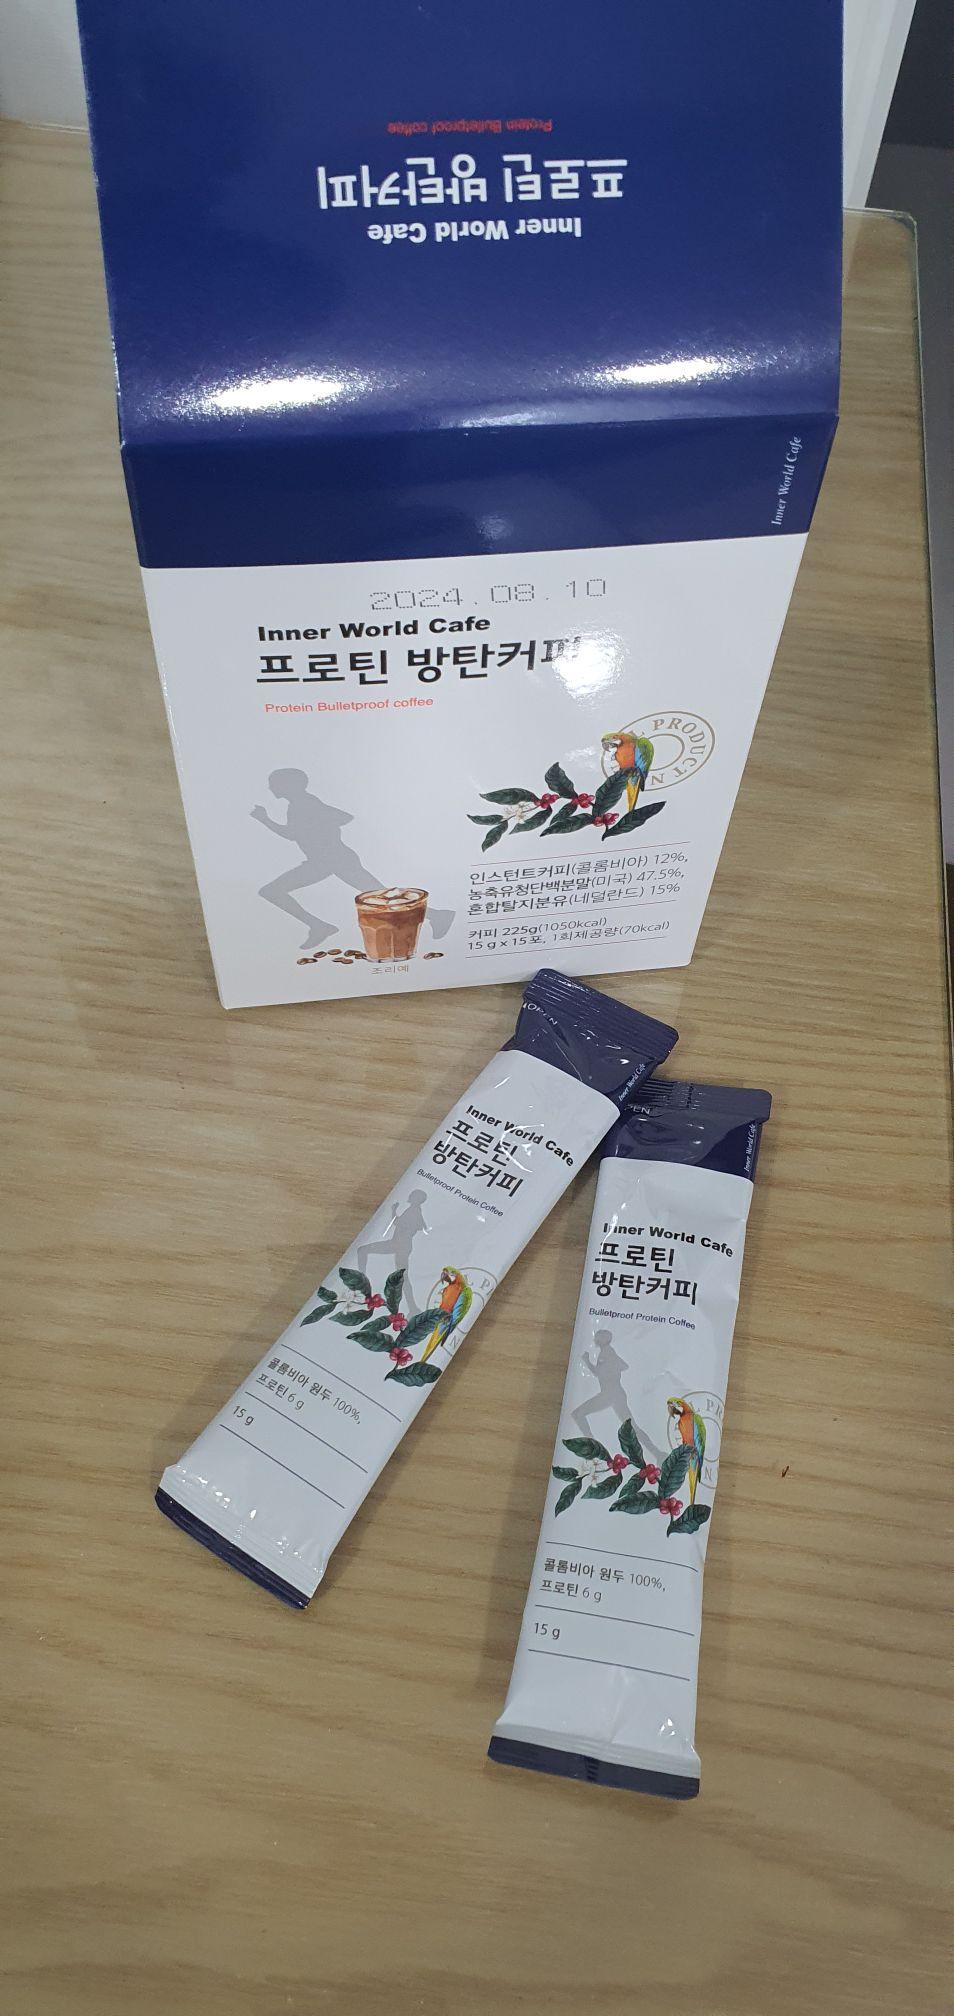 Protein Bulletproof coffee
프로틴 방탄커피
Inner World Cafe
Inner World Cafe
2024.08.10
Inner World Cafe
프로틴 방탄커피
Protein Bulletproof coffee
L PRODUCT N
인스턴트커피(콜롬비아) 12%,
농축유청단백분말(미국) 47.5%,
혼합탈지분유(네덜란드) 15%
커피 225g(1050kcal)
15 g x 15포, 1회제공량(70kcal)
조리예
OPEN
Inner World Cafe
Inner World Cafe
프로틴
방탄커피
Bulletproof Protein Coffee
콜롬비아 원두 100%,
프로틴 6 g
15 g
Inner World Cafe
Inner World Cafe
프로틴
방탄커피
Bulletproof Protein Coffee
콜롬비아 원두 100%,
프로틴 6 g
15 g